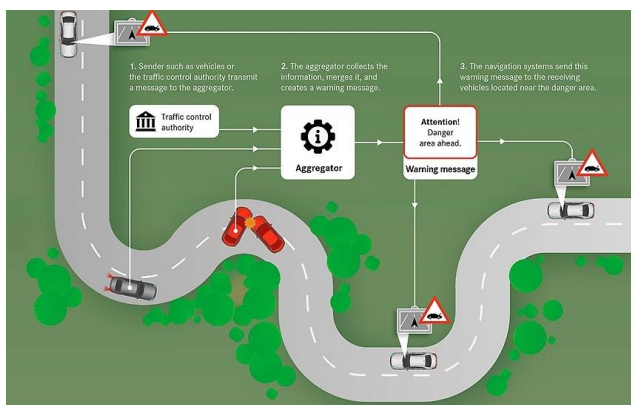 1. Sender such as vehicles or
the traffic control authority transmit
a message to the aggregator.
2. The aggregator collects the
information, merges it, and
creates a warning message.
3. The navigation systems send this
warning message to the receiving
vehicles located near the danger area.
Traffic control
authority
Aggregator
Attention!
Danger
area ahead.
Warning message